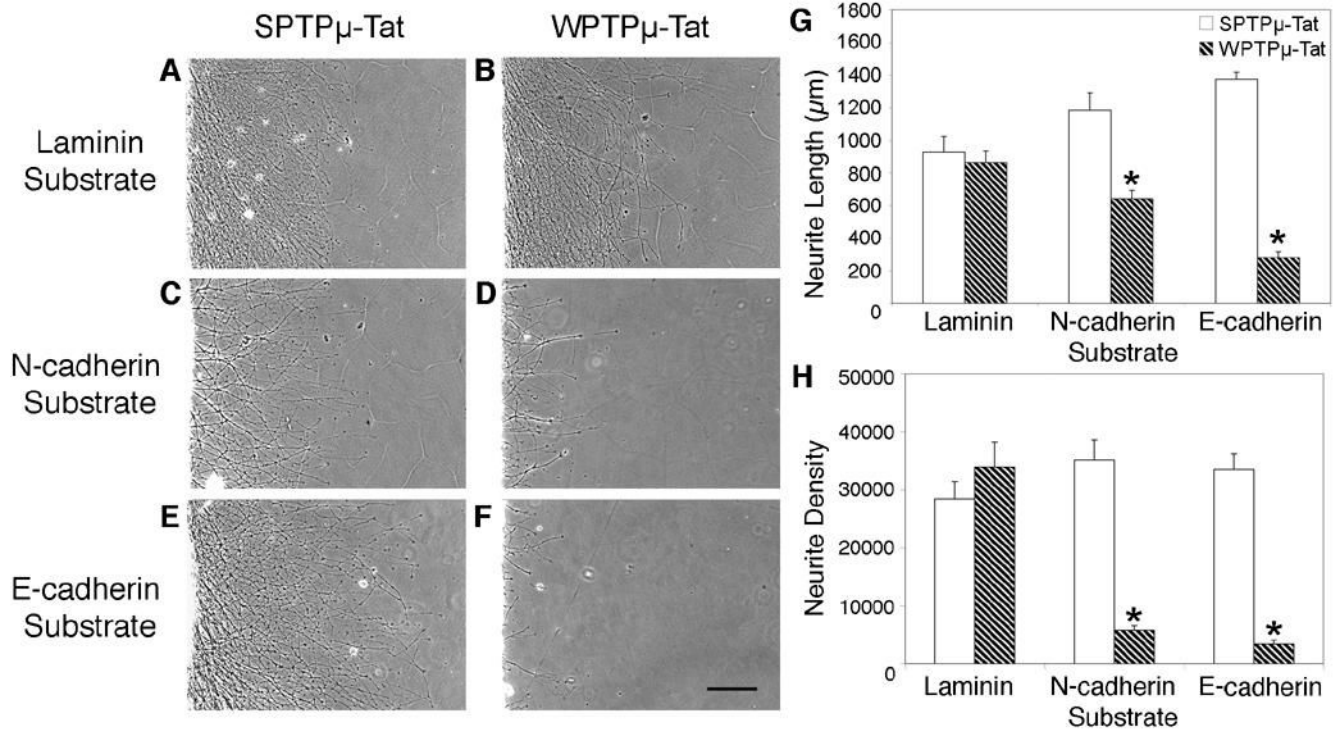 SPTPµ-Tat
WPTPµ-Tat
Laminin
Substrate
N-cadherin
Substrate
E-cadherin
Substrate
A
B
C
D
E
F
G
1800
1600
1400
1200
1000
800
600
400
200
0
Neurite Length (µm)
SPTPµ-Tat
WPTPµ-Tat
*
*
Laminin
N-cadherin
E-cadherin
Substrate
H
50000
40000
30000
20000
10000
0
Neurite Density
*
*
Laminin
N-cadherin
E-cadherin
Substrate